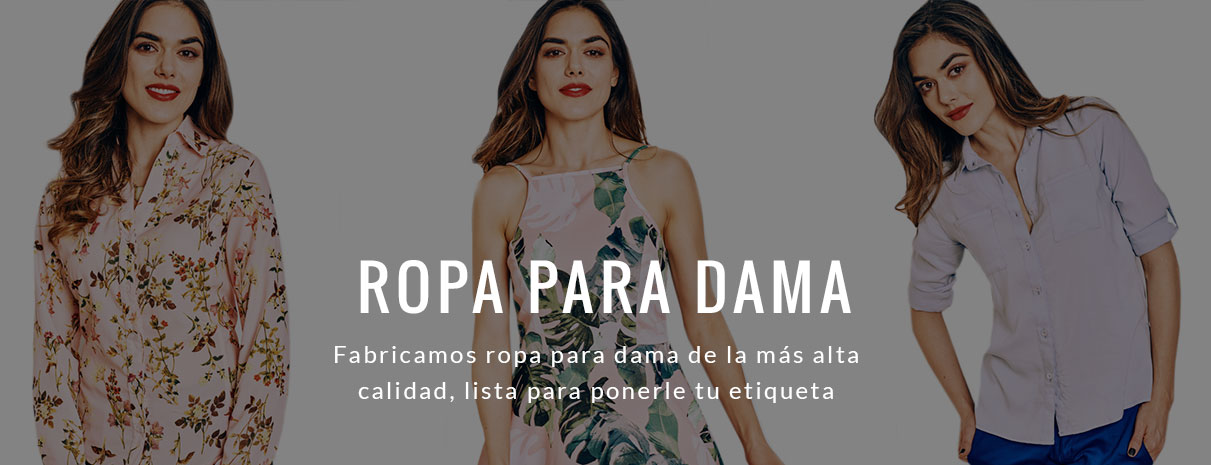 ROPA PARA DAMA
Fabricamos ropa para dama de la más alta
calidad, lista para ponerle tu etiqueta